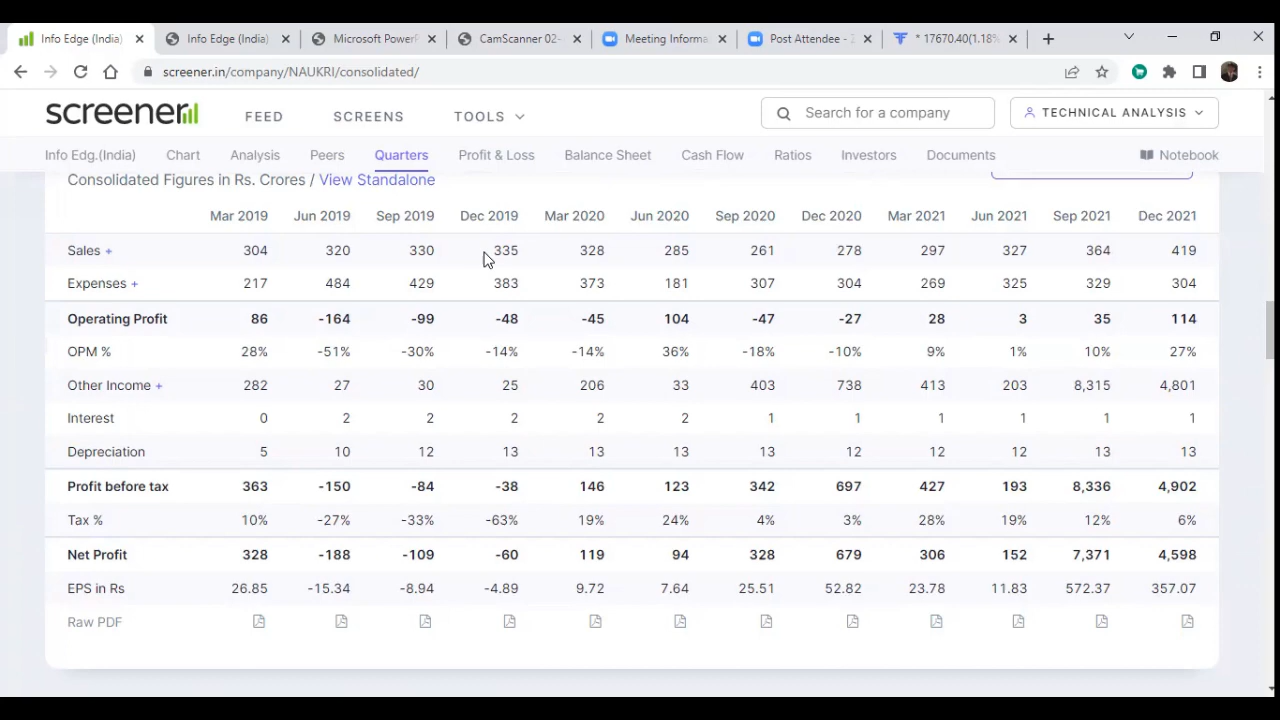 Info Edge (India) Info Edge (India) Microsoft Power CamScanner 02- Meeting Informa Post Attendee - * 17670.40(1.18%
screener.in/company/NAUKRI/consolidated/
screener FEED SCREENS TOOLS Search for a company TECHNICAL ANALYSIS
Info Edg.(India) Chart Analysis Peers Quarters Profit & Loss Balance Sheet Cash Flow Ratios Investors Documents Notebook
Consolidated Figures in Rs. Crores / View Standalone
Mar 2019 Jun 2019 Sep 2019 Dec 2019 Mar 2020 Jun 2020 Sep 2020 Dec 2020 Mar 2021 Jun 2021 Sep 2021 Dec 2021
Sales + 304 320 330 335 328 285 261 278 297 327 364 419
Expenses + 217 484 429 383 373 181 307 304 269 325 329 304
Operating Profit 86 -164 -99 -48 -45 104 -47 -27 28 3 35 114
OPM % 28% -51% -30% -14% -14% 36% -18% -10% 9% 1% 10% 27%
Other Income + 282 27 30 25 206 33 403 738 413 203 8,315 4,801
Interest 0 2 2 2 2 2 1 1 1 1 1 1
Depreciation 5 10 12 13 13 13 13 12 12 12 13 13
Profit before tax 363 -150 -84 -38 146 123 342 697 427 193 8,336 4,902
Tax % 10% -27% -33% -63% 19% 24% 4% 3% 28% 19% 12% 6%
Net Profit 328 -188 -109 -60 119 94 328 679 306 152 7,371 4,598
EPS in Rs 26.85 -15.34 -8.94 -4.89 9.72 7.64 25.51 52.82 23.78 11.83 572.37 357.07
Raw PDF